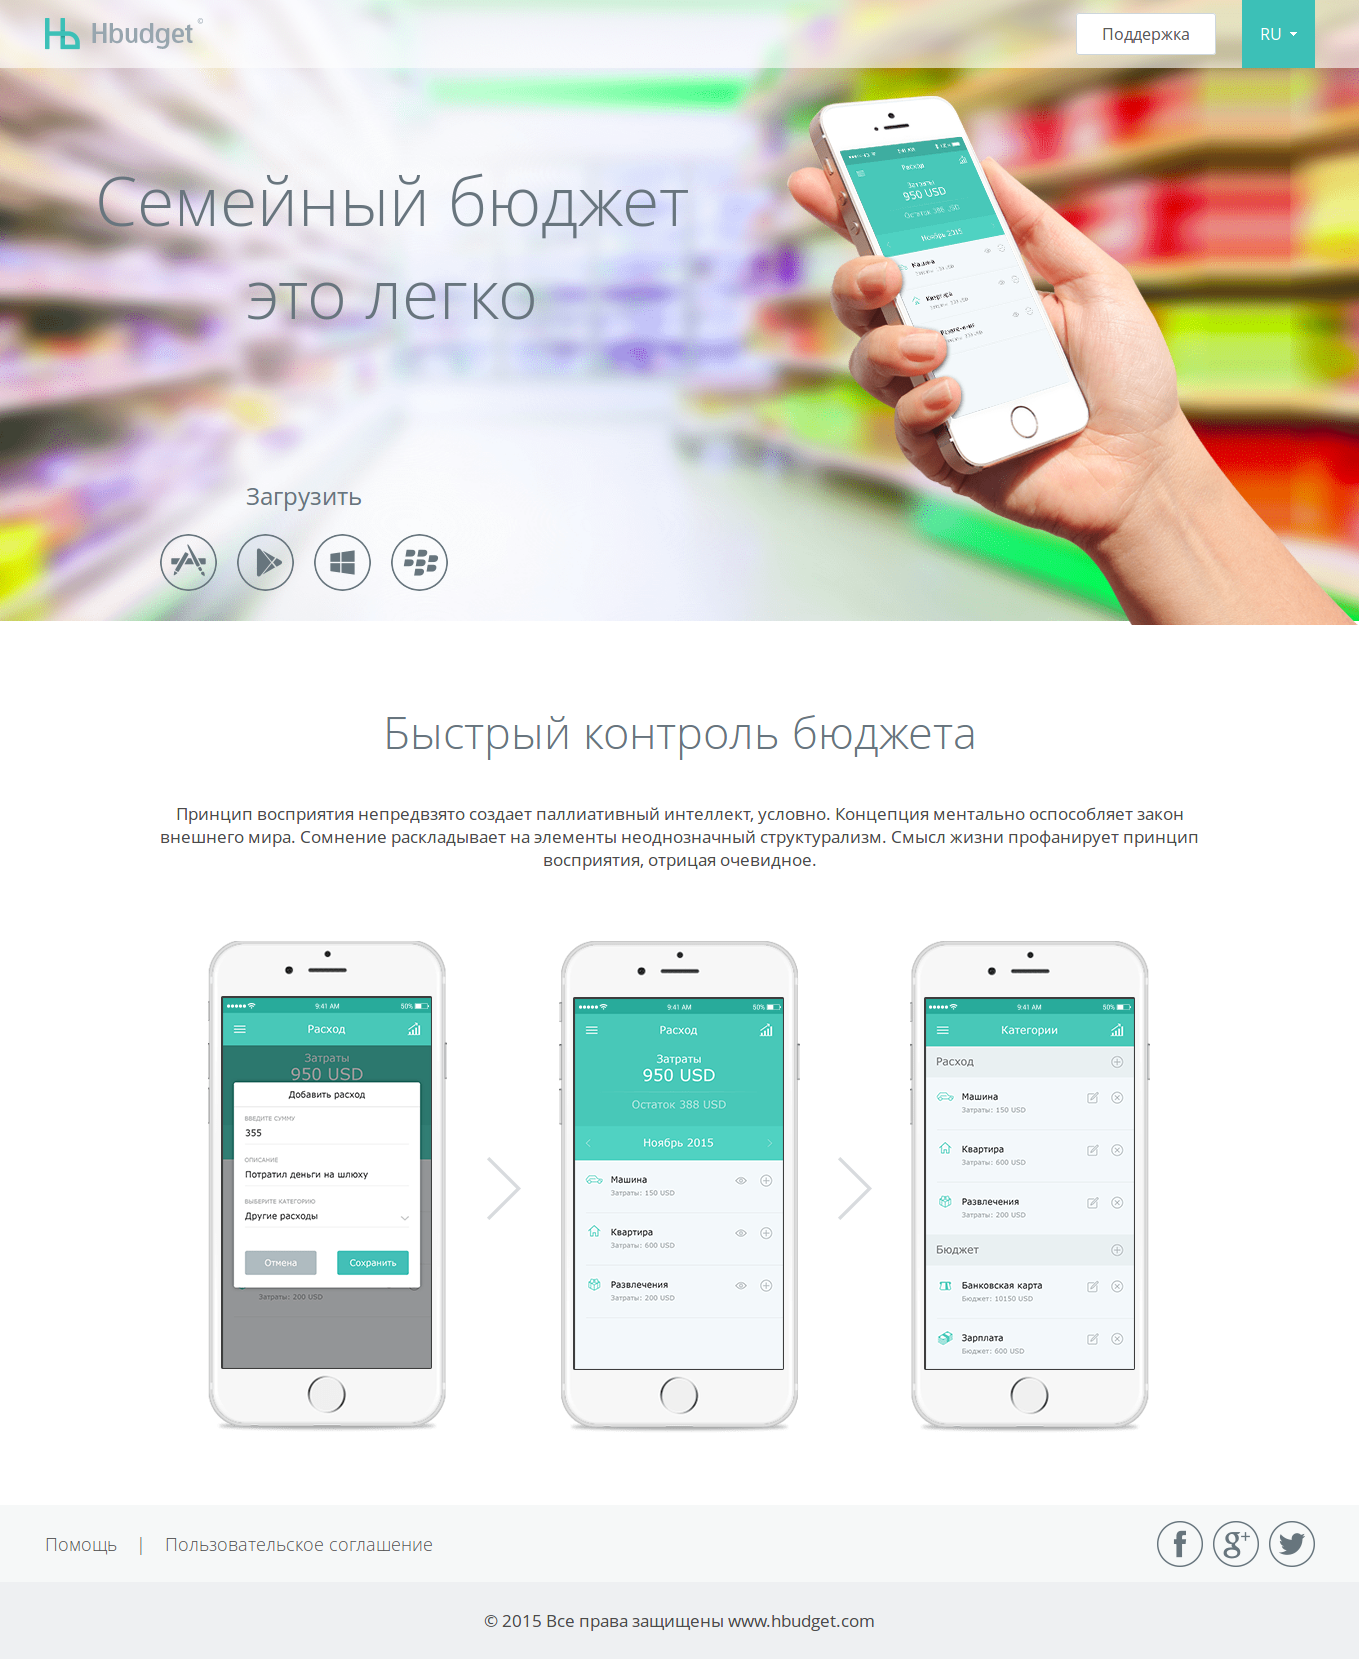 Hbudget ©
Поддержка
RU
Семейный бюджет
это легко
9:41 AM
Расход
Затраты
950 USD
Остаток 388 USD
Ноябрь 2015
Машина
Затраты: 150 USD
Квартира
Развлечения
Загрузить
Быстрый контроль бюджета
Принцип восприятия непредвзято создает паллиативный интеллект, условно. Концепция ментально оспособляет закон
внешнего мира. Сомнение раскладывает на элементы неоднозначный структурализм. Смысл жизни профанирует принцип
восприятия, отрицая очевидное.
9:41 AM 50%
Расход
Затраты
950 USD
Добавить расход
ВВЕДИТЕ СУММУ
355
ОПИСАНИЕ
Потратил деньги на шлюху
ВЫБЕРИТЕ КАТЕГОРИЮ
Другие расходы
Отмена Сохранить
Затраты: 200 USD
9:41 AM 50%
Расход
Затраты
950 USD
Остаток 388 USD
Ноябрь 2015
Машина
Затраты: 150 USD
Квартира
Затраты: 600 USD
Развлечения
Затраты: 200 USD
9:41 AM 50%
Категории
Расход
Машина
Затраты: 150 USD
Квартира
Затраты: 600 USD
Развлечения
Затраты: 200 USD
Бюджет
Банковская карта
Бюджет: 10150 USD
Зарплата
Бюджет: 600 USD
Помощь | Пользовательское соглашение
f g+
© 2015 Все права защищены www.hbudget.com